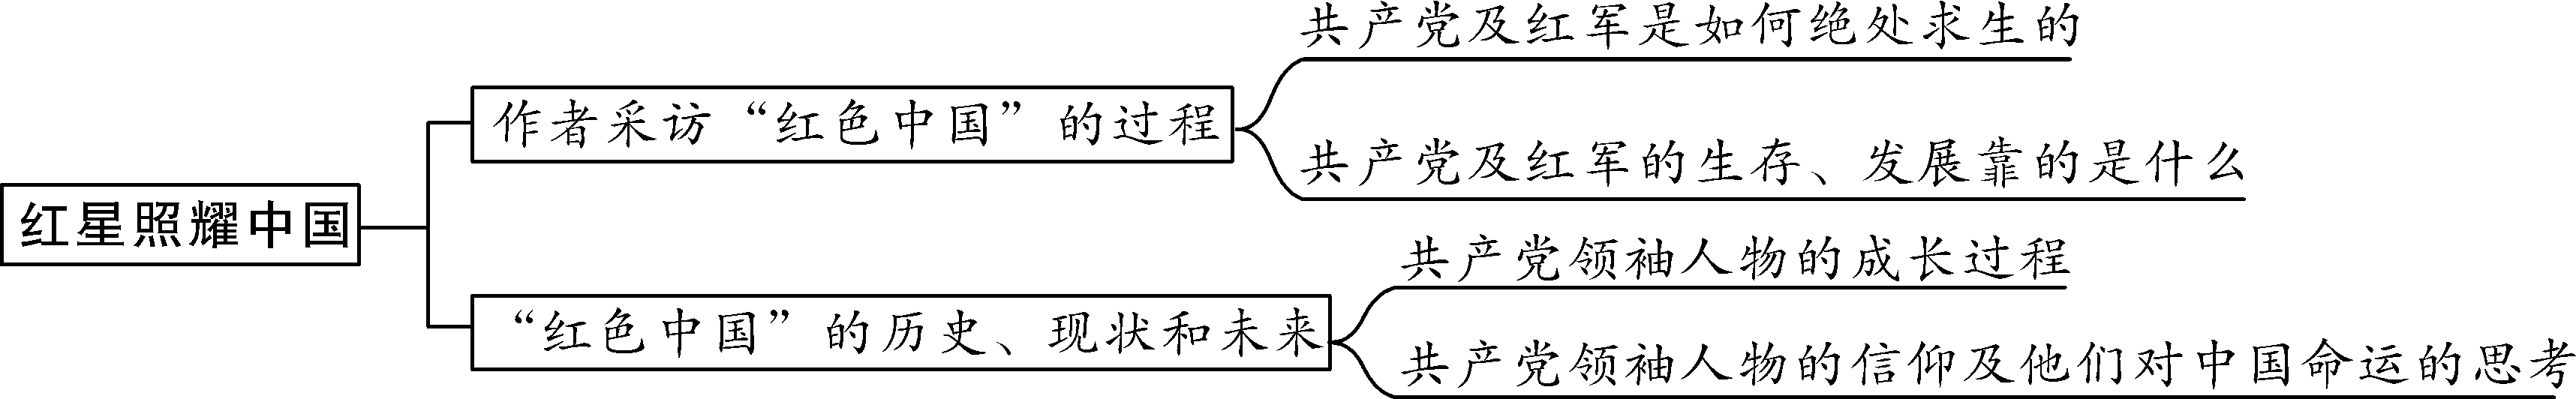 红星照耀中国
作者采访“红色中国”的过程
共产党及红军是如何绝处求生的
共产党及红军的生存、发展靠的是什么
“红色中国”的历史、现状和未来
共产党领袖人物的成长过程
共产党领袖人物的信仰及他们对中国命运的思考